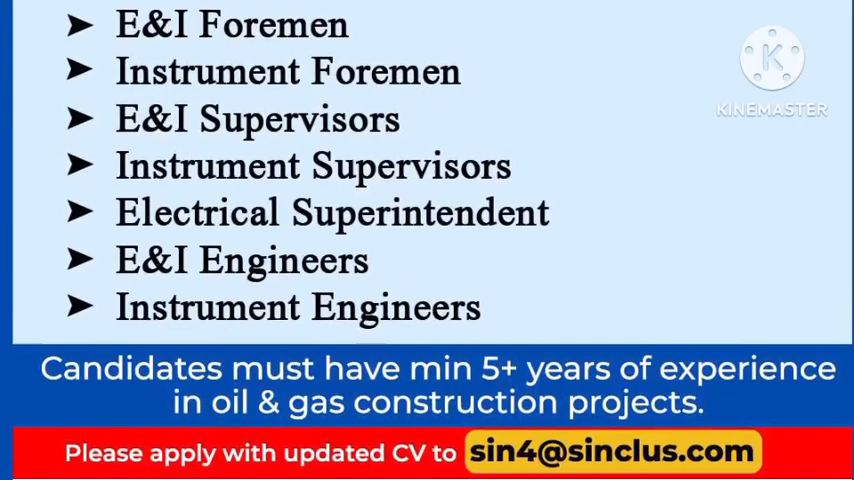 ➤ E&I Foremen
➤ Instrument Foremen
➤ E&I Supervisors
➤ Instrument Supervisors
➤ Electrical Superintendent
➤ E&I Engineers
➤ Instrument Engineers
KINEMASTER
Candidates must have min 5+ years of experience
in oil & gas construction projects.
Please apply with updated CV to sin4@sinclus.com